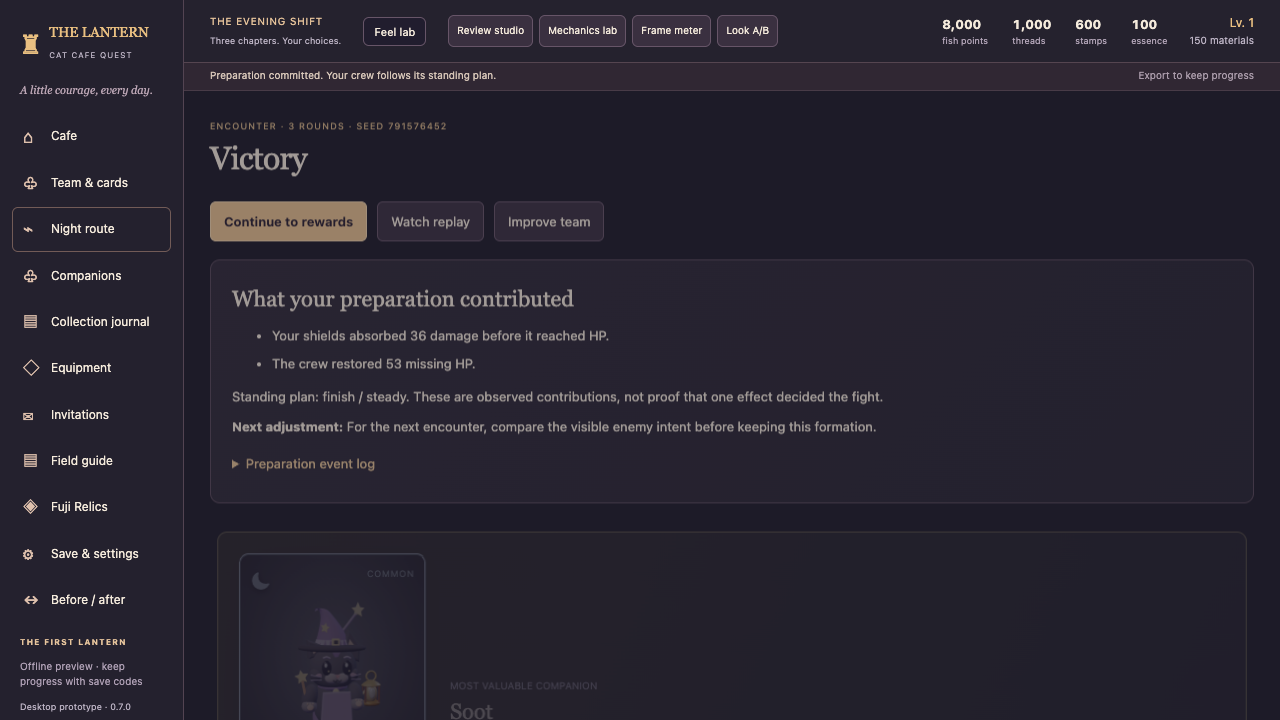 THE LANTERN
CAT CAFE QUEST
A little courage, every day.
Cafe
Team & cards
Night route
Companions
Collection journal
Equipment
Invitations
Field guide
Fuji Relics
Save & settings
Before / after
THE FIRST LANTERN
Offline preview · keep
progress with save codes
Desktop prototype · 0.7.0
THE EVENING SHIFT
Three chapters. Your choices.
Feel lab
Review studio
Mechanics lab
Frame meter
Look A/B
8,000
fish points
1,000
threads
600
stamps
100
essence
Lv. 1
150 materials
Preparation committed. Your crew follows its standing plan.
Export to keep progress
ENCOUNTER · 3 ROUNDS · SEED 791576452
Victory
Continue to rewards
Watch replay
Improve team
What your preparation contributed
• Your shields absorbed 36 damage before it reached HP.
• The crew restored 53 missing HP.
Standing plan: finish / steady. These are observed contributions, not proof that one effect decided the fight.
Next adjustment: For the next encounter, compare the visible enemy intent before keeping this formation.
Preparation event log
COMMON
MOST VALUABLE COMPANION
Soot